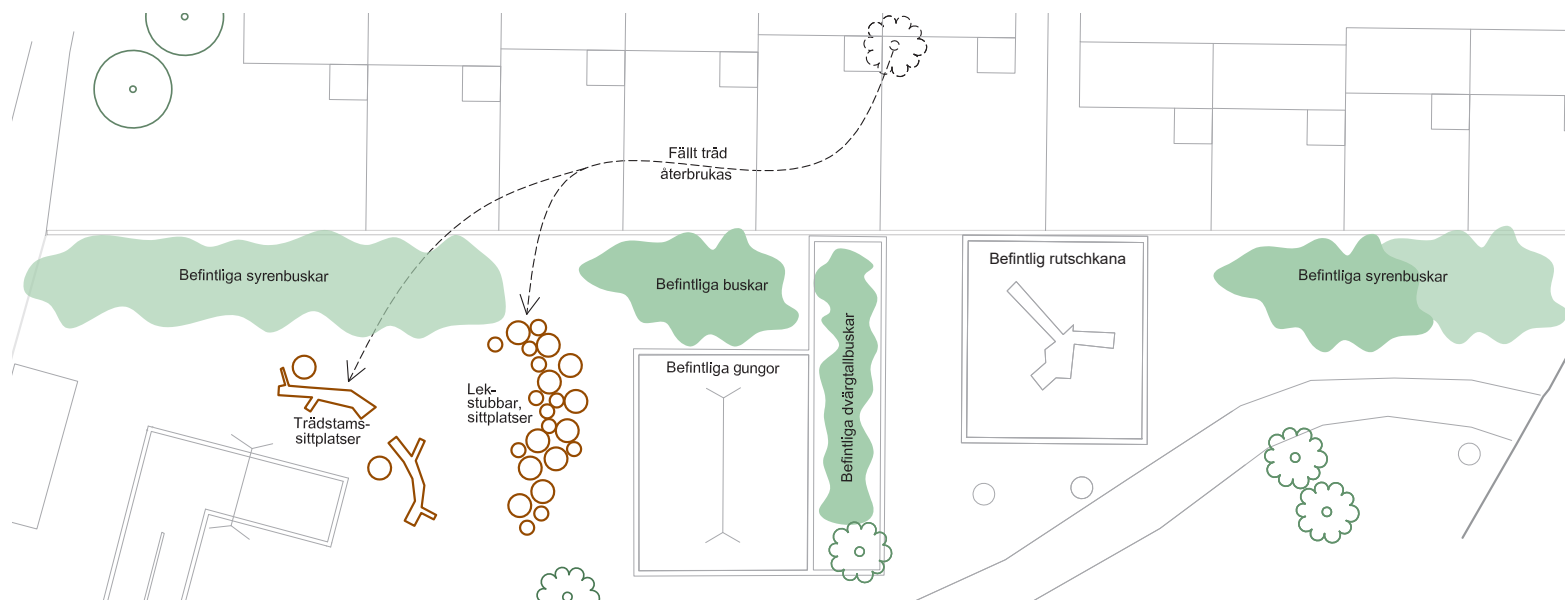 Fällt träd
återbrukas
Befintliga syrenbuskar
Befintliga buskar
Befintlig rutschkana
Befintliga syrenbuskar
Befintliga dvärgtallbuskar
Befintliga gungor
Lek-
stubbar,
sittplatser
Trädstams-
sittplatser